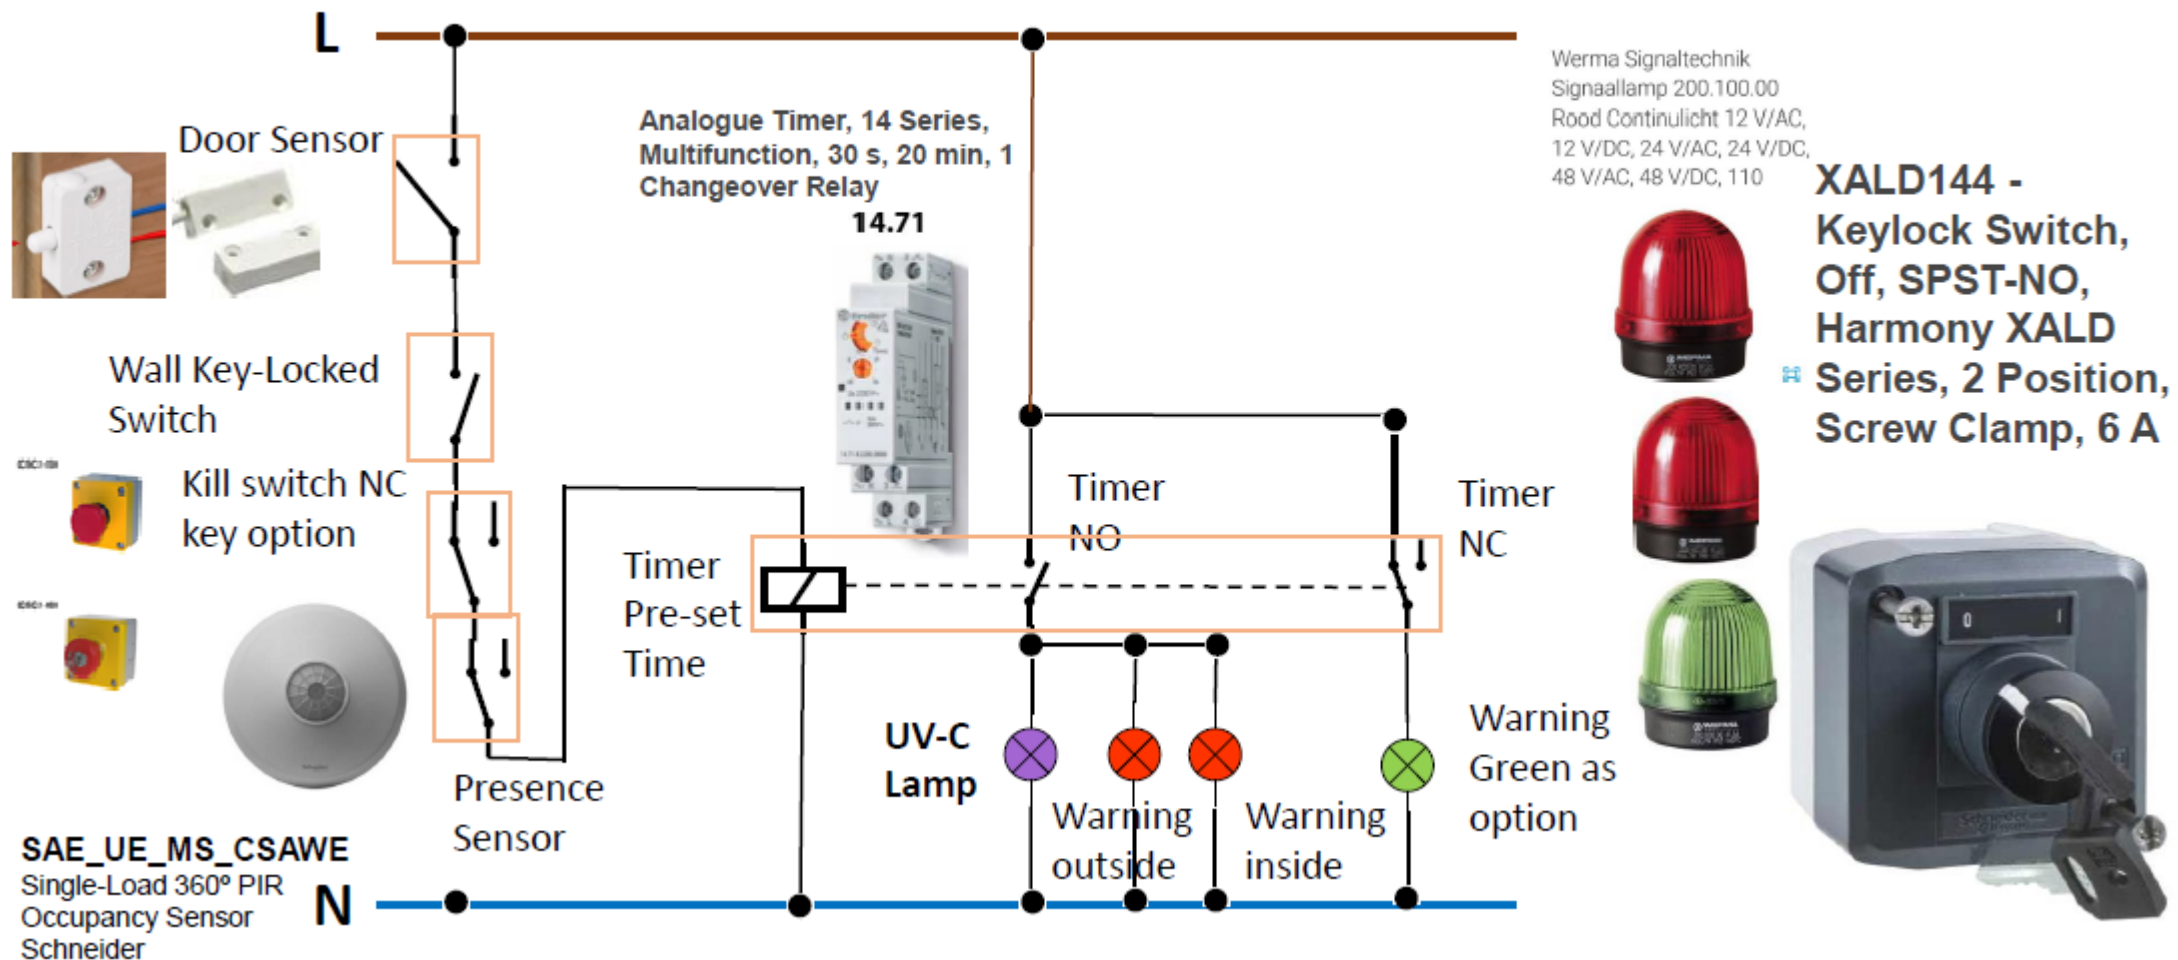 L
Door Sensor
Wall Key-Locked
Switch
Kill switch NC
key option
Presence
Sensor
SAE_UE_MS_CSAWE
Single-Load 360º PIR
Occupancy Sensor
Schneider
N
Analogue Timer, 14 Series,
Multifunction, 30 s, 20 min, 1
Changeover Relay
14.71
Timer
Pre-set
Time
Timer
NO
Timer
NC
UV-C
Lamp
Warning
outside
Warning
inside
Warning
Green as
option
Werma Signaltechnik
Signaallamp 200.100.00
Rood Continulicht 12 V/AC,
12 V/DC, 24 V/AC, 24 V/DC,
48 V/AC, 48 V/DC, 110
XALD144 -
Keylock Switch,
Off, SPST-NO,
Harmony XALD
Series, 2 Position,
Screw Clamp, 6 A
0 I
Schneider